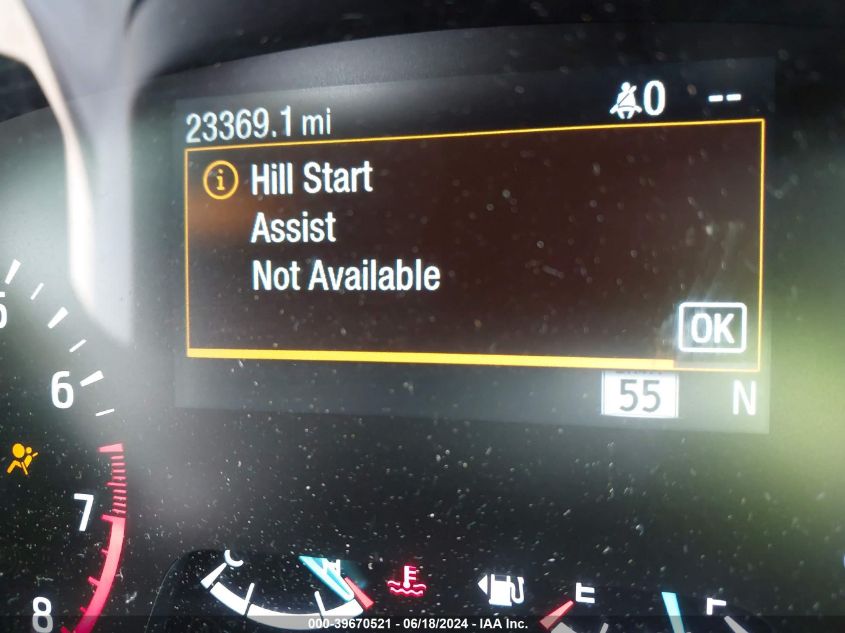 0 --
23369.1 mi
i Hill Start
Assist
Not Available
OK
55 N
6
7
8
C H E F
000-39670521 - 06/18/2024 - IAA Inc.